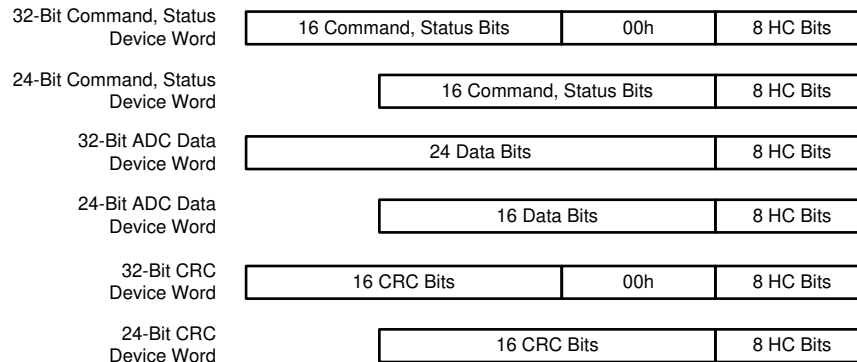 32-Bit Command, Status
Device Word
16 Command, Status Bits 00h 8 HC Bits
24-Bit Command, Status
Device Word
16 Command, Status Bits 8 HC Bits
32-Bit ADC Data
Device Word
24 Data Bits 8 HC Bits
24-Bit ADC Data
Device Word
16 Data Bits 8 HC Bits
32-Bit CRC
Device Word
16 CRC Bits 00h 8 HC Bits
24-Bit CRC
Device Word
16 CRC Bits 8 HC Bits